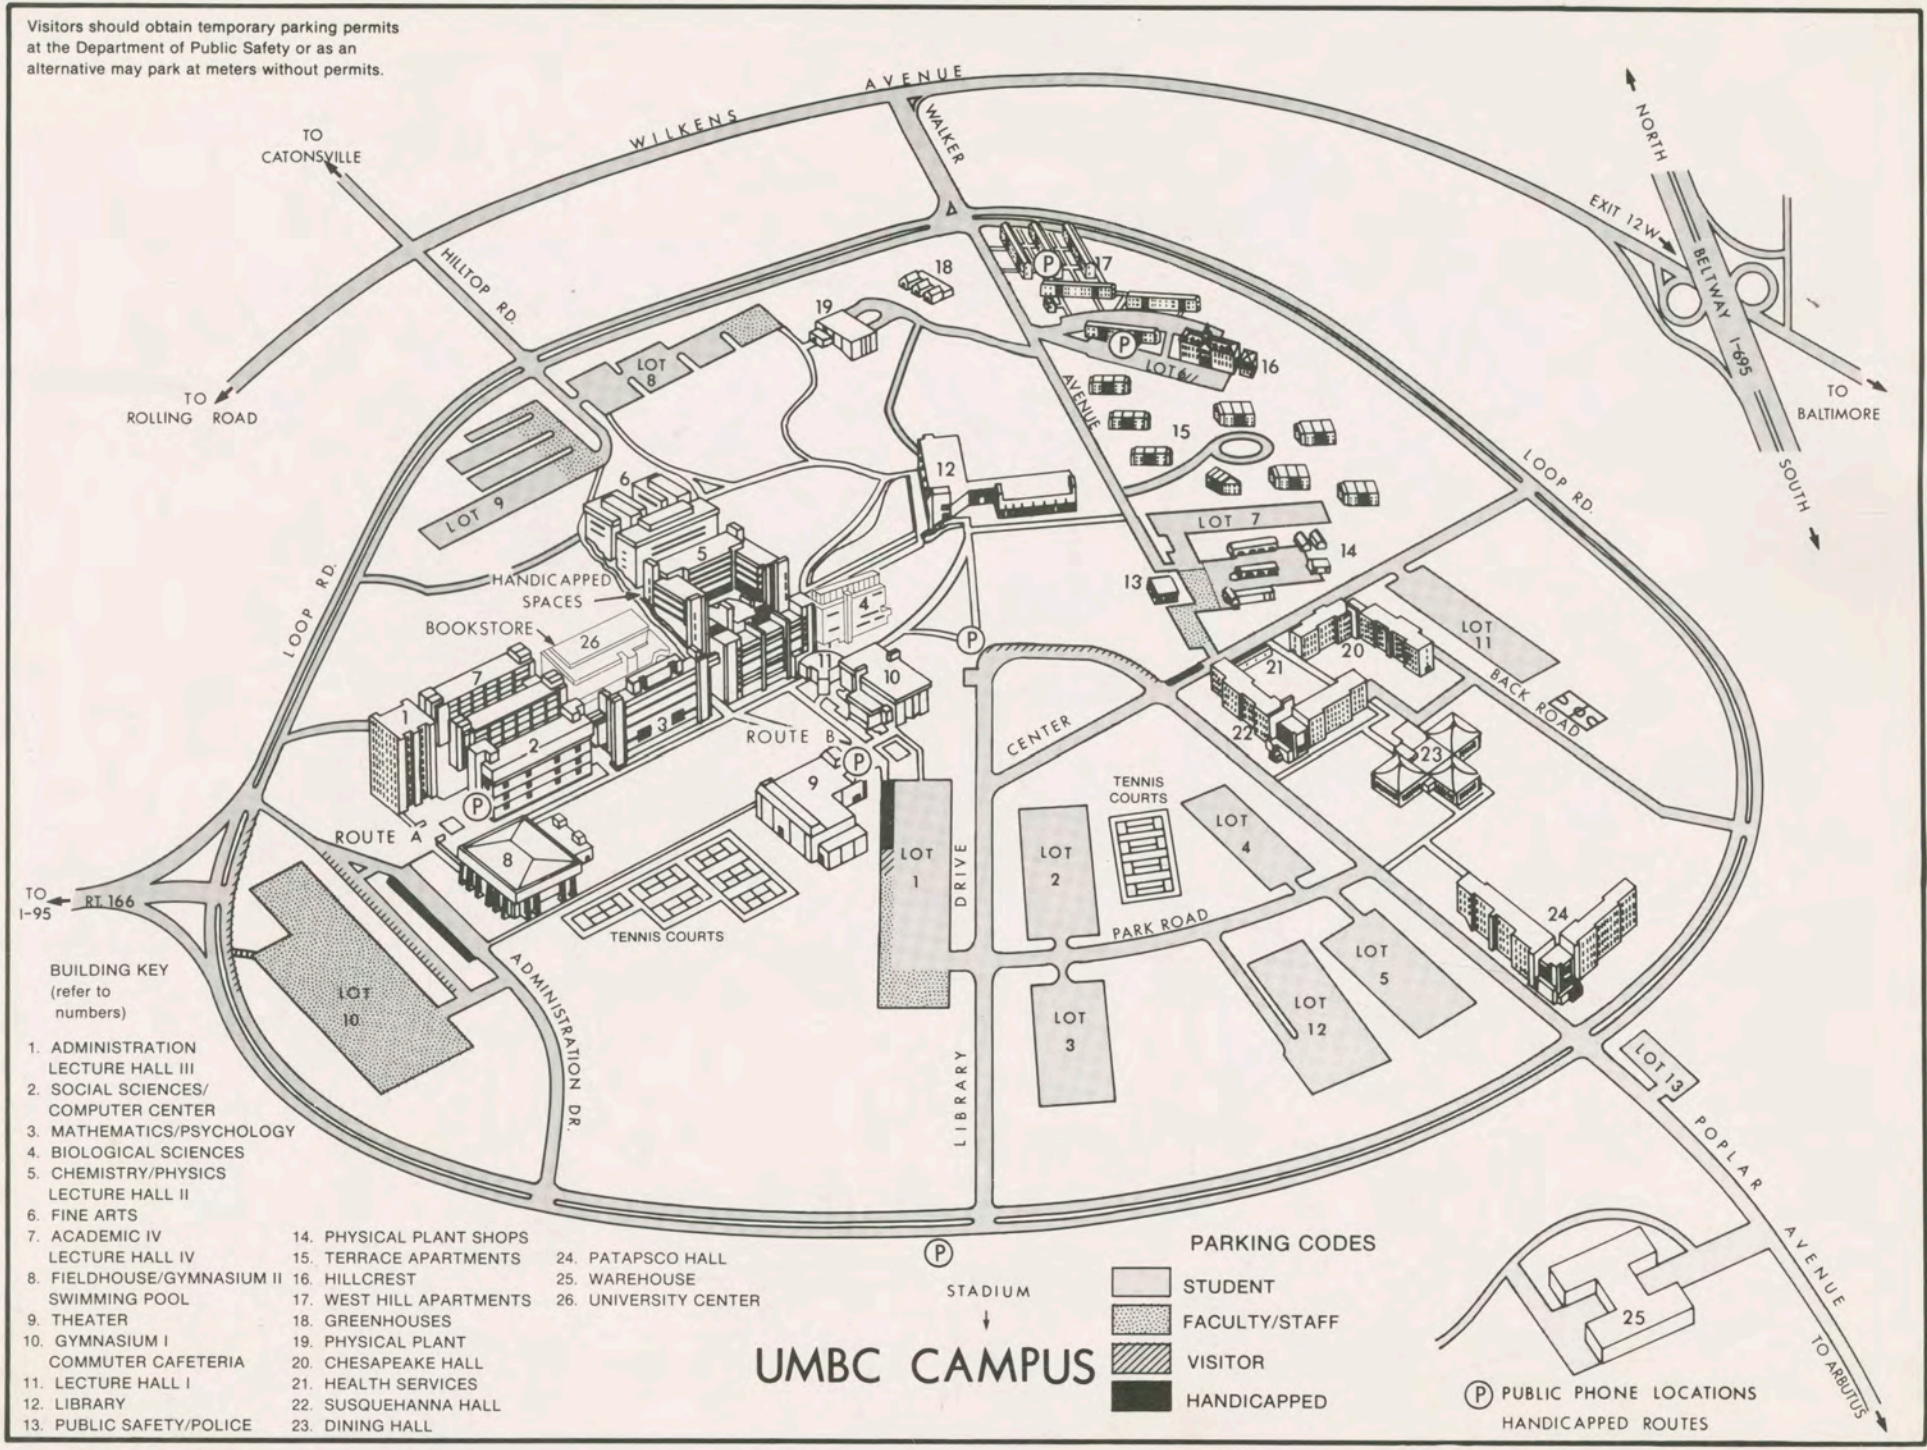 Visitors should obtain temporary parking permits
at the Department of Public Safety or as an
alternative may park at meters without permits.
WILKENS AVENUE
WALKER
TO
CATONSVILLE
NORTH
EXIT 12W
BELTWAY I-695
TO
BALTIMORE
SOUTH
HILLTOP RD.
TO
ROLLING ROAD
18
17
19
LOT
8
16
LOT 6
AVENUE
15
LOOP RD.
LOT 9
6
12
LOT 7
14
5
HANDICAPPED
SPACES
13
4
LOOP RD.
BOOKSTORE
26
P
LOT
11
20
21
BACK ROAD
7
11
10
1
3
2
ROUTE B
P
CENTER
22
23
9
TENNIS
COURTS
P
ROUTE A
8
LOT
1
DRIVE
LOT
2
LOT
4
TO
I-95
RT. 166
TENNIS COURTS
PARK ROAD
24
LOT
5
LOT
10
ADMINISTRATION DR.
LOT
12
LOT
3
LIBRARY
LOT 13
POPLAR AVENUE
TO ARBUTUS
BUILDING KEY
(refer to
numbers)
1. ADMINISTRATION
LECTURE HALL III
2. SOCIAL SCIENCES/
COMPUTER CENTER
3. MATHEMATICS/PSYCHOLOGY
4. BIOLOGICAL SCIENCES
5. CHEMISTRY/PHYSICS
LECTURE HALL II
6. FINE ARTS
7. ACADEMIC IV
LECTURE HALL IV
8. FIELDHOUSE/GYMNASIUM II
SWIMMING POOL
9. THEATER
10. GYMNASIUM I
COMMUTER CAFETERIA
11. LECTURE HALL I
12. LIBRARY
13. PUBLIC SAFETY/POLICE
14. PHYSICAL PLANT SHOPS
15. TERRACE APARTMENTS
16. HILLCREST
17. WEST HILL APARTMENTS
18. GREENHOUSES
19. PHYSICAL PLANT
20. CHESAPEAKE HALL
21. HEALTH SERVICES
22. SUSQUEHANNA HALL
23. DINING HALL
24. PATAPSCO HALL
25. WAREHOUSE
26. UNIVERSITY CENTER
P
STADIUM
UMBC CAMPUS
PARKING CODES
STUDENT
FACULTY/STAFF
VISITOR
HANDICAPPED
25
P PUBLIC PHONE LOCATIONS
HANDICAPPED ROUTES
P
P